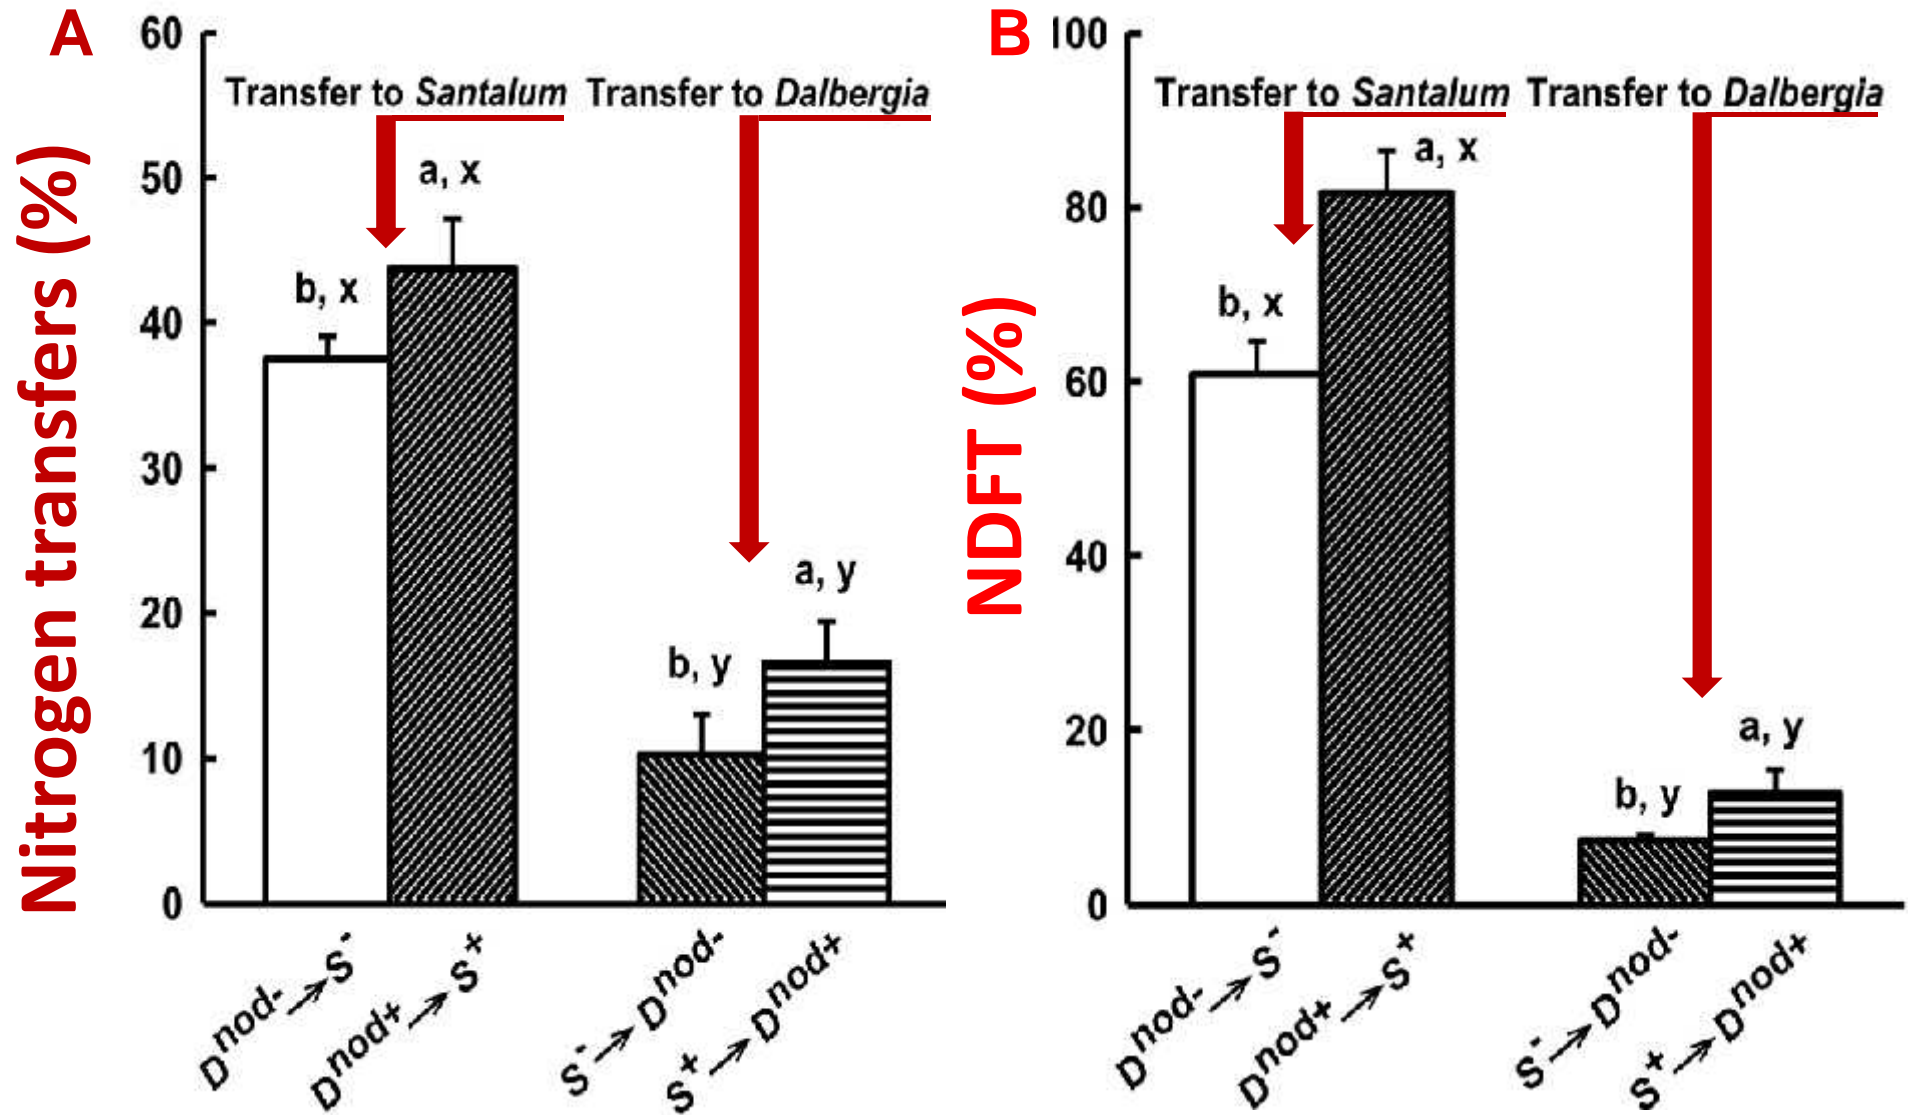 A
Nitrogen transfers (%)
60
50
40
30
20
10
0
Transfer to Santalum
Transfer to Dalbergia
b, x
a, x
b, y
a, y
Dnod-→S-
Dnod+→S+
S-→Dnod-
S+→Dnod+
B
NDFT (%)
100
80
60
40
20
0
Transfer to Santalum
Transfer to Dalbergia
b, x
a, x
b, y
a, y
Dnod-→S-
Dnod+→S+
S-→Dnod-
S+→Dnod+